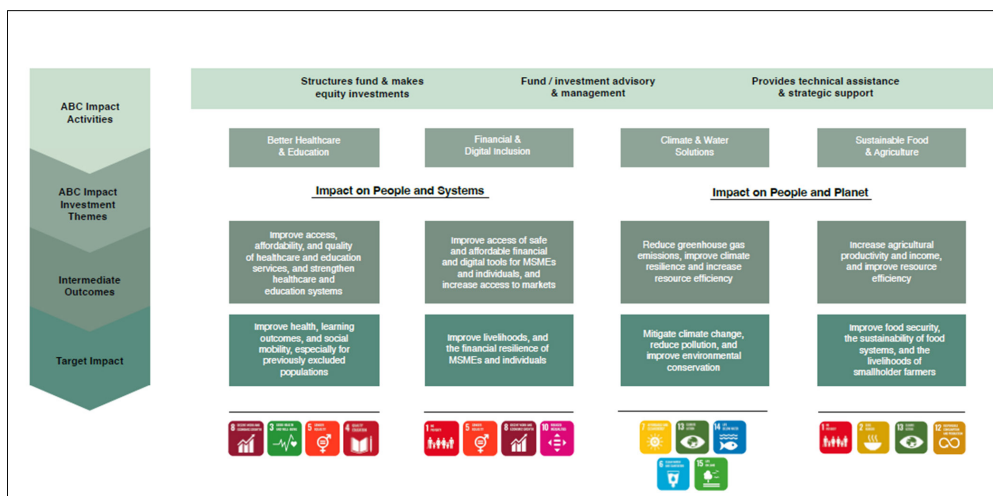 ABC Impact
Activities
Structures fund & makes
equity investments
Fund / investment advisory
& management
Provides technical assistance
& strategic support
Better Healthcare
& Education
Financial &
Digital Inclusion
Climate & Water
Solutions
Sustainable Food
& Agriculture
ABC Impact
Investment
Themes
Impact on People and Systems
Impact on People and Planet
Intermediate
Outcomes
Improve access,
affordability, and quality
of healthcare and education
services, and strengthen
healthcare and
education systems
Improve access of safe
and affordable financial
and digital tools for MSMEs
and individuals, and
increase access to markets
Reduce greenhouse gas
emissions, improve climate
resilience and increase
resource efficiency
Increase agricultural
productivity and income,
and improve resource
efficiency
Target Impact
Improve health, learning
outcomes, and social
mobility, especially for
previously excluded
populations
Improve livelihoods, and
the financial resilience of
MSMEs and individuals
Mitigate climate change,
reduce pollution, and
improve environmental
conservation
Improve food security,
the sustainability of food
systems, and the
livelihoods of
smallholder farmers
8
3
5
4
1
5
8
10
7
13
14
6
15
1
2
13
12